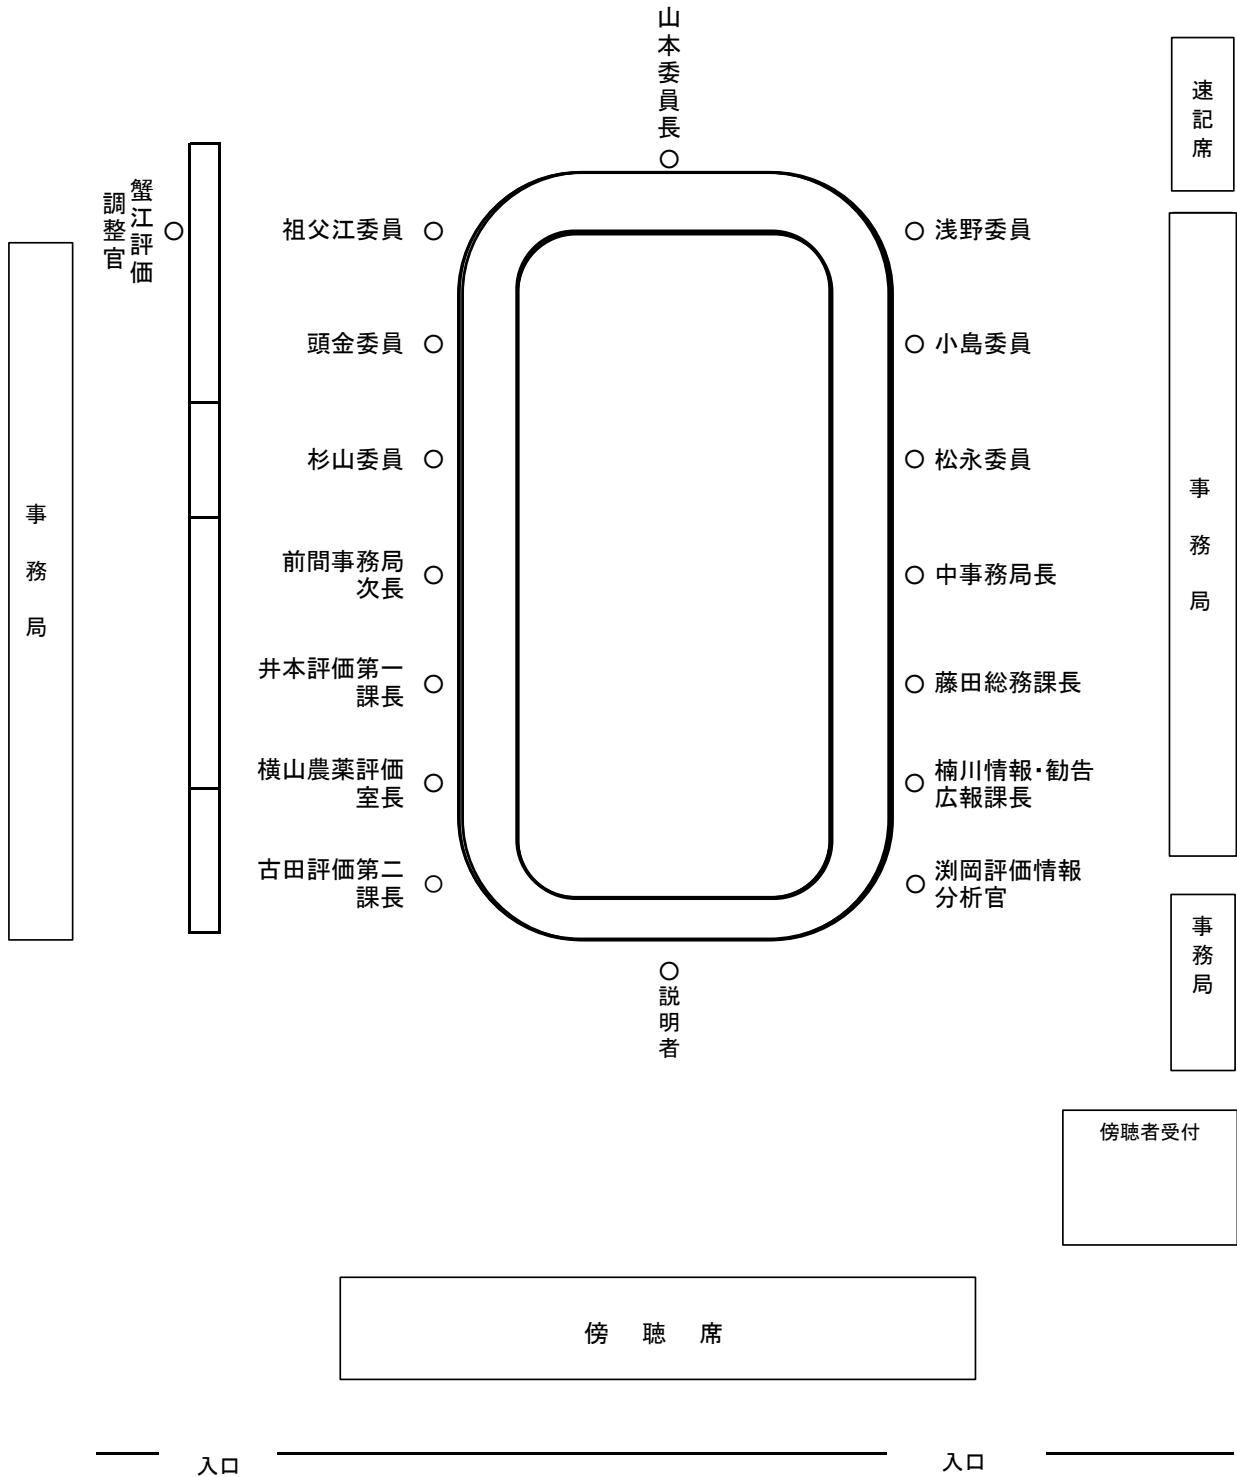 山本委員長
速記席
蟹江評価
調整官
祖父江委員
浅野委員
頭金委員
小島委員
杉山委員
松永委員
事務局
事務局
前間事務局
次長
中事務局長
井本評価第一
課長
藤田総務課長
横山農薬評価
室長
楠川情報・勧告
広報課長
古田評価第二
課長
渕岡評価情報
分析官
事務局
説明者
傍聴者受付
傍聴席
入口
入口